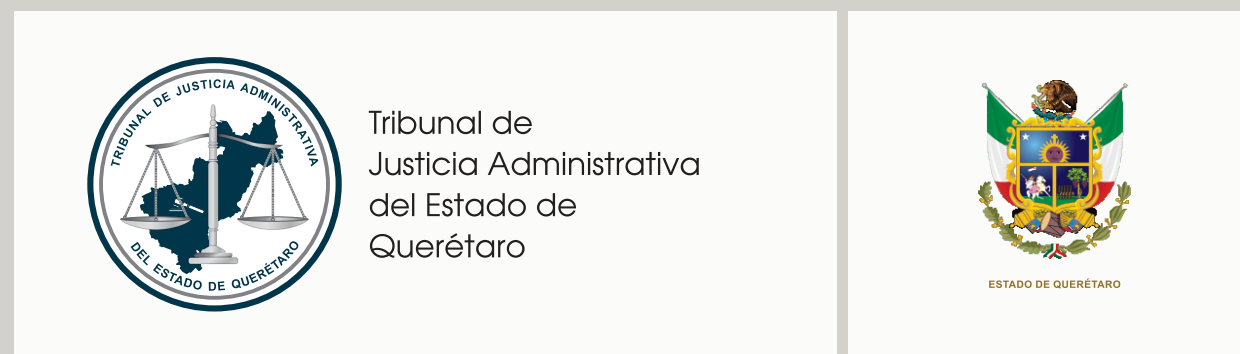 TRIBUNAL DE JUSTICIA ADMINISTRATIVA
DEL ESTADO DE QUERÉTARO
Tribunal de
Justicia Administrativa
del Estado de
Querétaro
ESTADO DE QUERÉTARO